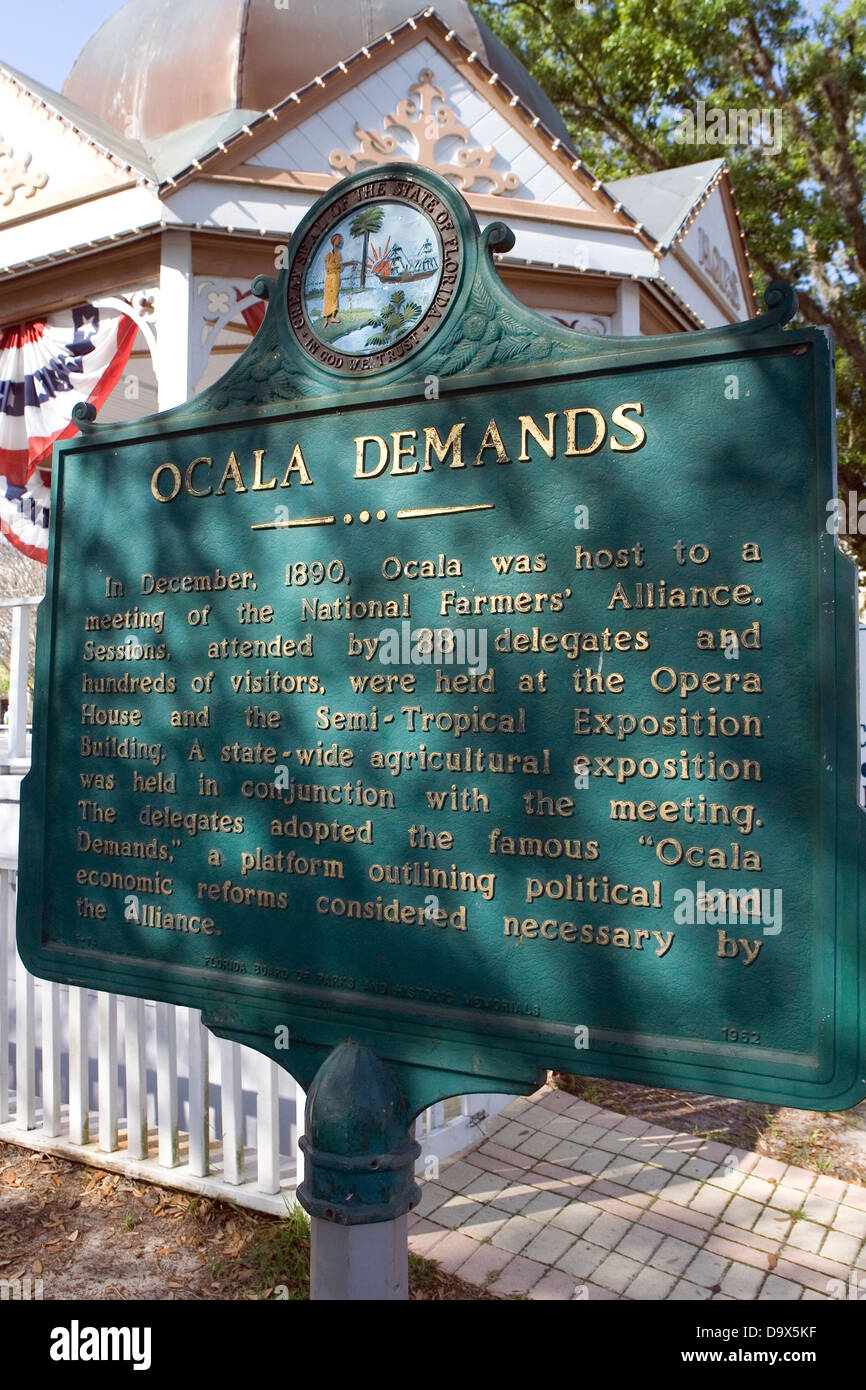 GREAT SEAL OF THE STATE OF FLORIDA
IN GOD WE TRUST
OCALA DEMANDS
In December, 1890, Ocala was host to a
meeting of the National Farmers' Alliance.
Sessions, attended by 88 delegates and
hundreds of visitors, were held at the Opera
House and the Semi-Tropical Exposition
Building. A state-wide agricultural exposition
was held in conjunction with the meeting.
The delegates adopted the famous "Ocala
Demands," a platform outlining political and
economic reforms considered necessary by
the Alliance.
FLORIDA BOARD OF PARKS AND HISTORIC MEMORIALS
1962
alamy
alamy
Image ID: D9X5KF
www.alamy.com